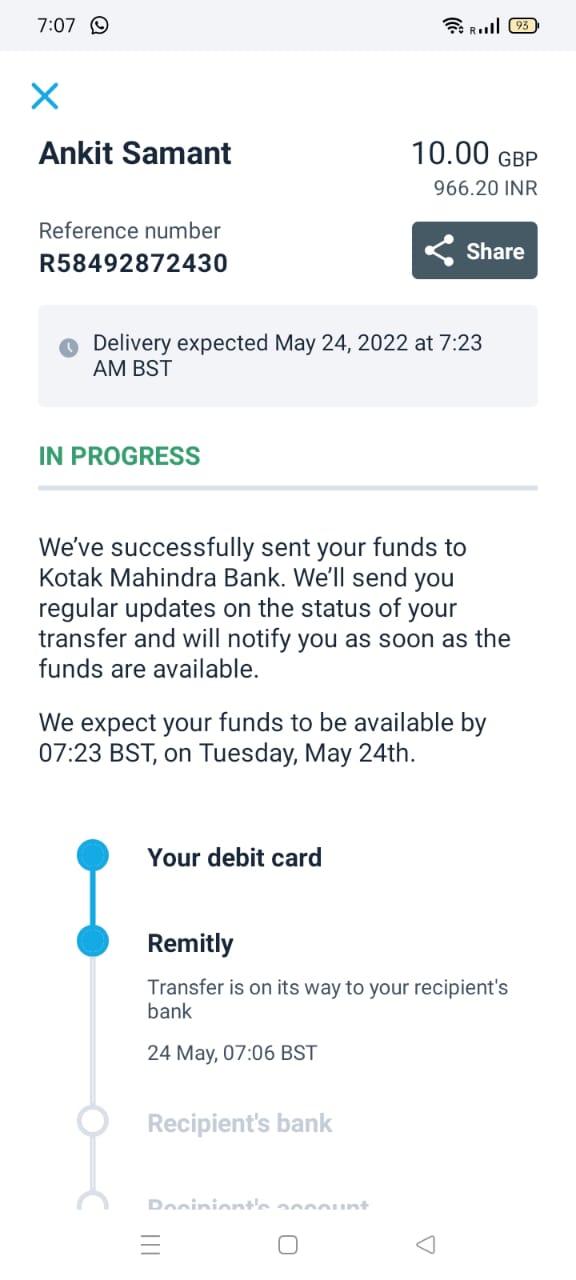 7:07
R
93
Ankit Samant
10.00 GBP
966.20 INR
Reference number
R58492872430
Share
Delivery expected May 24, 2022 at 7:23
AM BST
IN PROGRESS
We've successfully sent your funds to
Kotak Mahindra Bank. We'll send you
regular updates on the status of your
transfer and will notify you as soon as the
funds are available.
We expect your funds to be available by
07:23 BST, on Tuesday, May 24th.
Your debit card
Remitly
Transfer is on its way to your recipient's
bank
24 May, 07:06 BST
Recipient's bank
Recipient's account